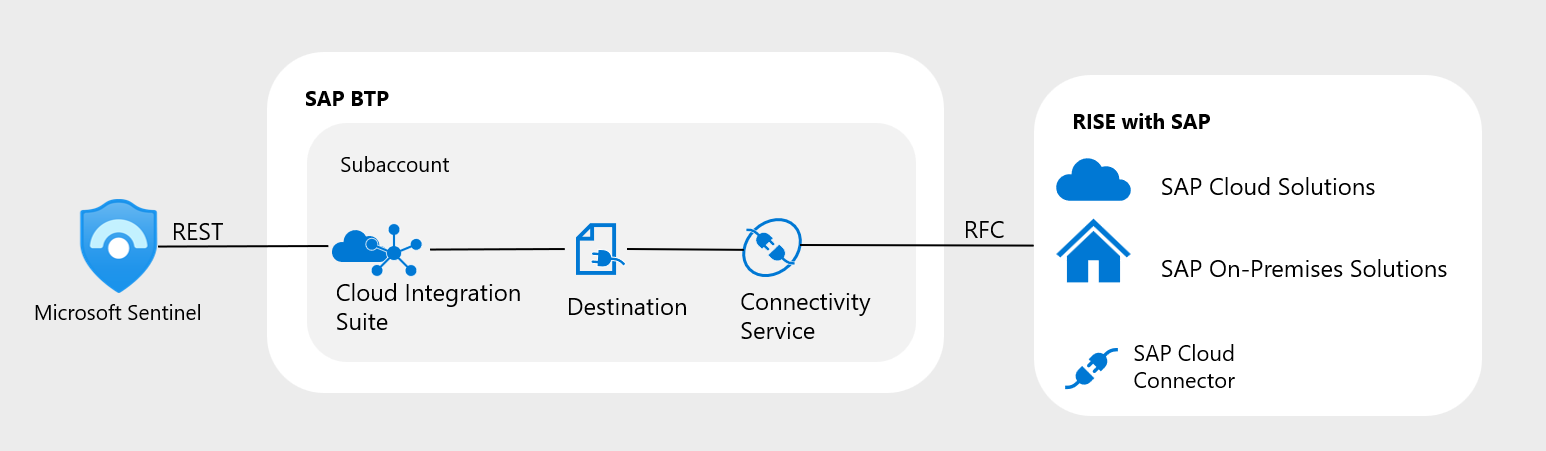 SAP BTP
Subaccount
REST
Microsoft Sentinel
Cloud Integration
Suite
Destination
Connectivity
Service
RFC
RISE with SAP
SAP Cloud Solutions
SAP On-Premises Solutions
SAP Cloud
Connector